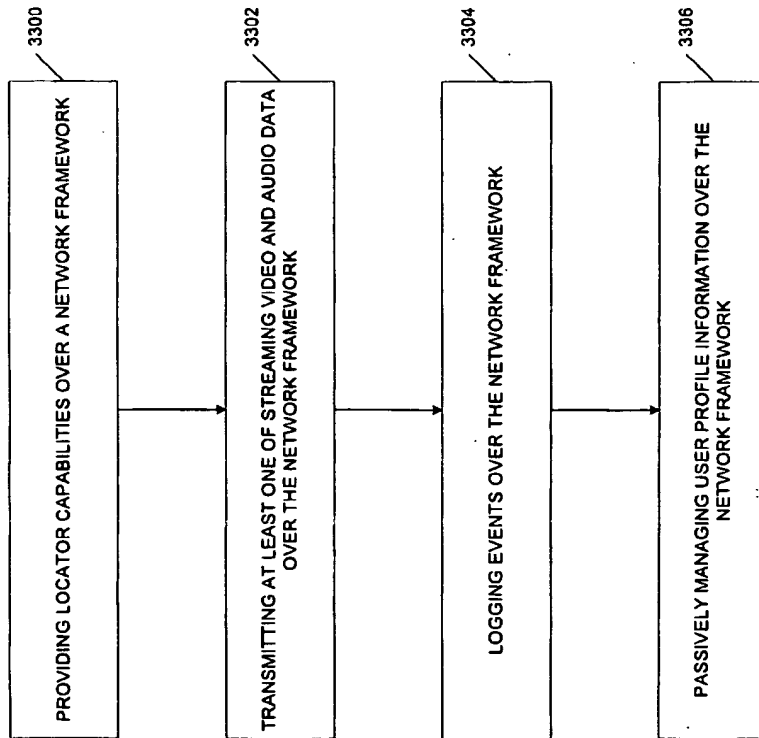 3300
PROVIDING LOCATOR CAPABILITIES OVER A NETWORK FRAMEWORK
3302
TRANSMITTING AT LEAST ONE OF STREAMING VIDEO AND AUDIO DATA
OVER THE NETWORK FRAMEWORK
3304
LOGGING EVENTS OVER THE NETWORK FRAMEWORK
3306
PASSIVELY MANAGING USER PROFILE INFORMATION OVER THE
NETWORK FRAMEWORK